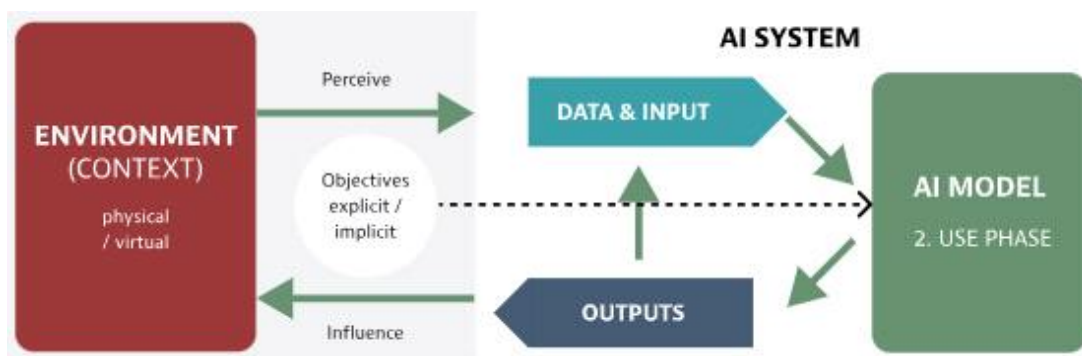 AI SYSTEM
Perceive
DATA & INPUT
ENVIRONMENT
(CONTEXT)
physical
/ virtual
Objectives
explicit /
implicit
AI MODEL
2. USE PHASE
OUTPUTS
Influence